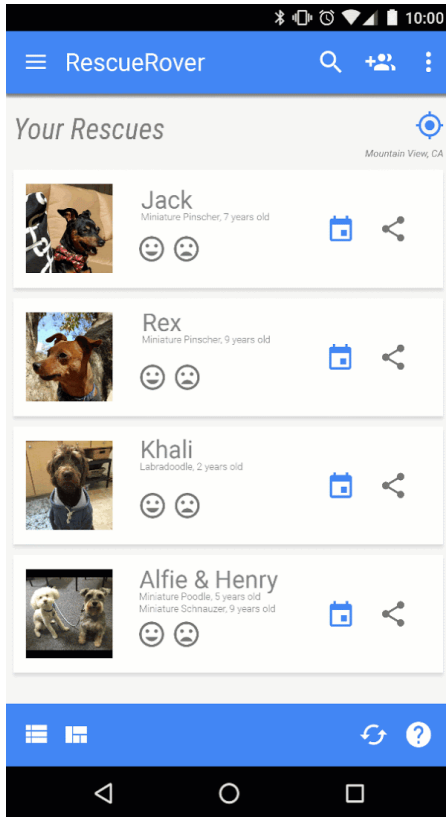 10:00
RescueRover
Your Rescues
Mountain View, CA
Jack
Miniature Pinscher, 7 years old
Rex
Miniature Pinscher, 9 years old
Khali
Labradoodle, 2 years old
Alfie & Henry
Miniature Poodle, 5 years old
Miniature Schnauzer, 9 years old